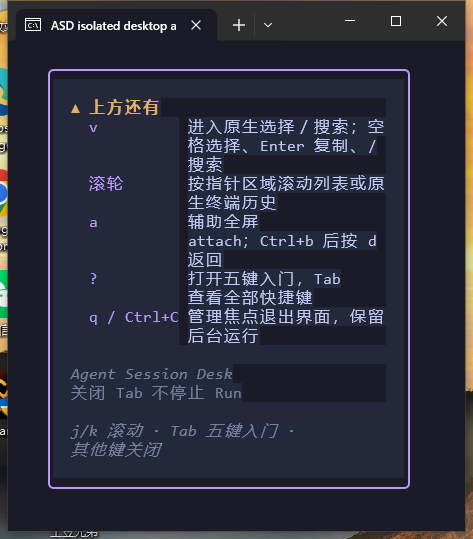 ASD isolated desktop a
▲ 上方还有
v 进入原生选择 / 搜索; 空
格选择、Enter 复制、/
搜索
滚轮 按指针区域滚动列表或原
生终端历史
a 辅助全屏
attach; Ctrl+b 后按 d
返回
? 打开五键入门, Tab
查看全部快捷键
q / Ctrl+C 管理焦点退出界面, 保留
后台运行
Agent Session Desk
关闭 Tab 不停止 Run
j/k 滚动 · Tab 五键入门 ·
其他键关闭